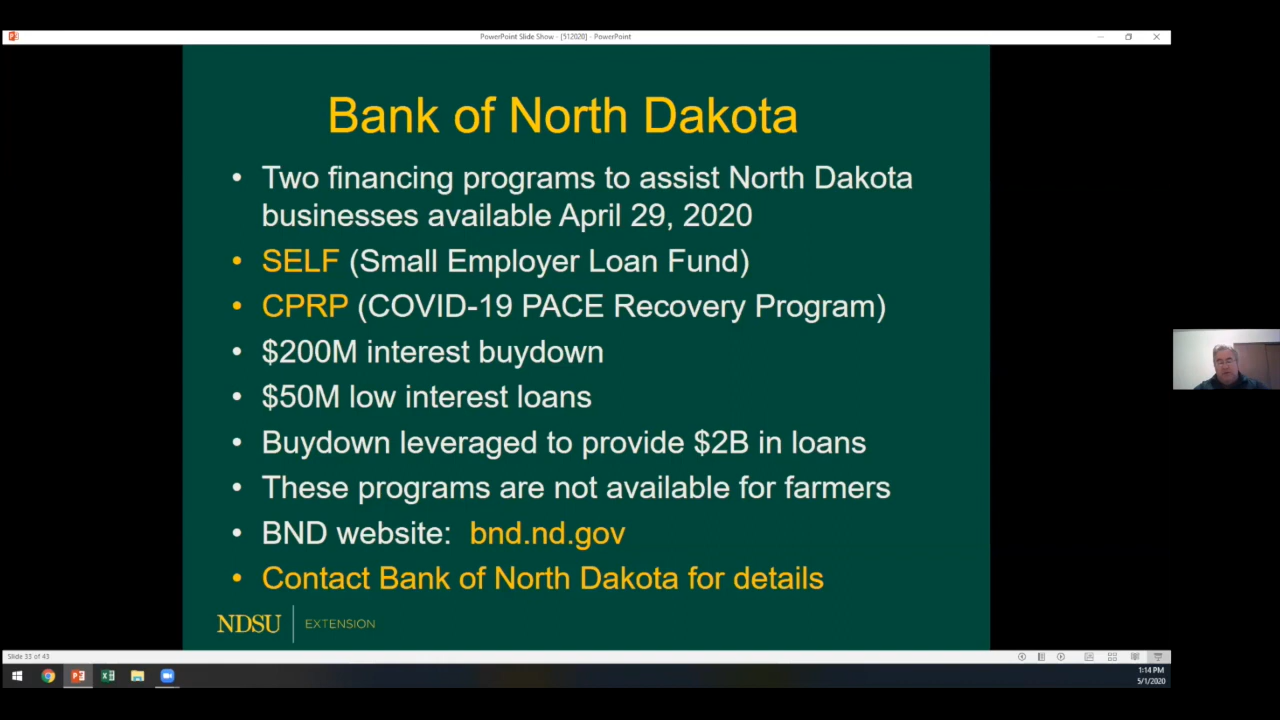 PowerPoint Slide Show - [512020] - PowerPoint
Bank of North Dakota
• Two financing programs to assist North Dakota
businesses available April 29, 2020
• SELF (Small Employer Loan Fund)
• CPRP (COVID-19 PACE Recovery Program)
• $200M interest buydown
• $50M low interest loans
• Buydown leveraged to provide $2B in loans
• These programs are not available for farmers
• BND website: bnd.nd.gov
• Contact Bank of North Dakota for details
NDSU EXTENSION
Slide 33 of 43
1:14 PM
5/1/2020